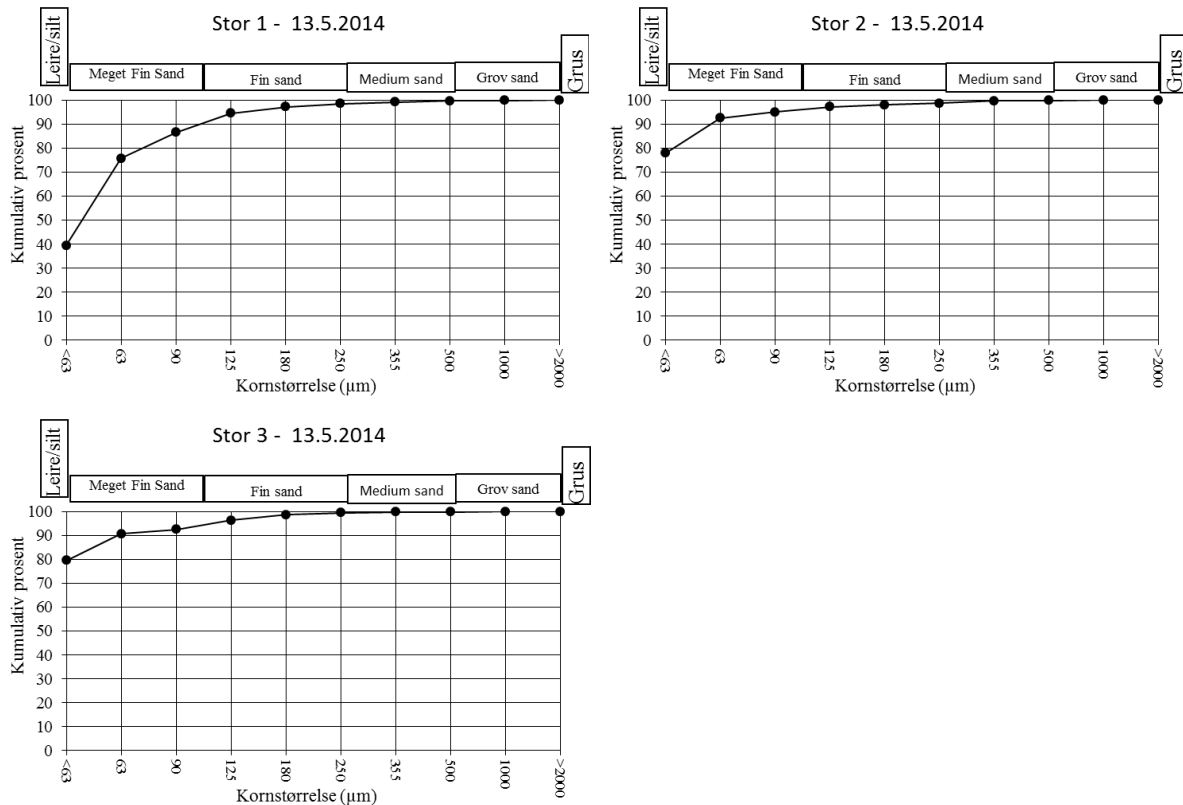 Stor 1 - 13.5.2014
Leire/silt
Meget Fin Sand
Fin sand
Medium sand
Grov sand
Grus
Kumulativ prosent
100
90
80
70
60
50
40
30
20
10
0
<63
63
90
125
180
250
355
500
1000
>2000
Kornstørrelse (µm)
Stor 2 - 13.5.2014
Leire/silt
Meget Fin Sand
Fin sand
Medium sand
Grov sand
Grus
Kumulativ prosent
100
90
80
70
60
50
40
30
20
10
0
<63
63
90
125
180
250
355
500
1000
>2000
Kornstørrelse (µm)
Stor 3 - 13.5.2014
Leire/silt
Meget Fin Sand
Fin sand
Medium sand
Grov sand
Grus
Kumulativ prosent
100
90
80
70
60
50
40
30
20
10
0
<63
63
90
125
180
250
355
500
1000
>2000
Kornstørrelse (µm)